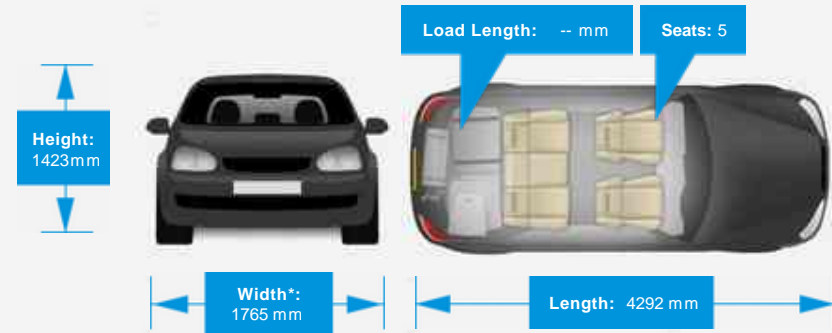 Load Length: -- mm
Seats: 5
Height:
1423mm
Width*:
1765 mm
Length: 4292 mm